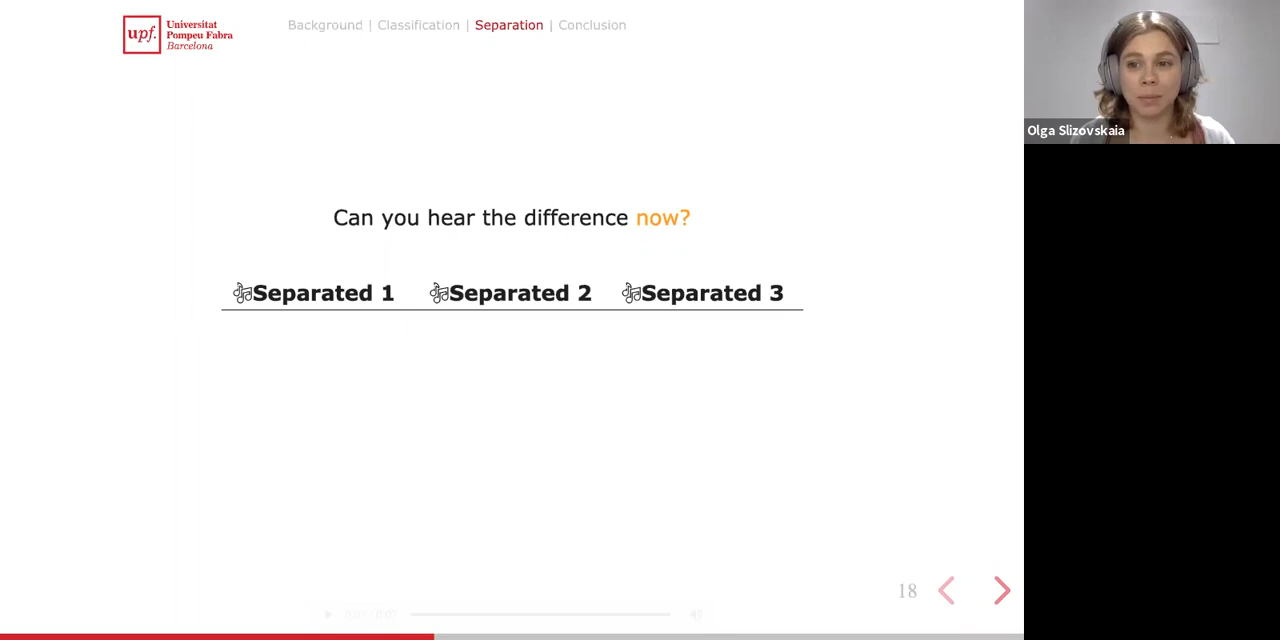 upf.
Universitat
Pompeu Fabra
Barcelona
Background | Classification | Separation | Conclusion
Olga Slizovskaia
Can you hear the difference now?
Separated 1 Separated 2 Separated 3
18